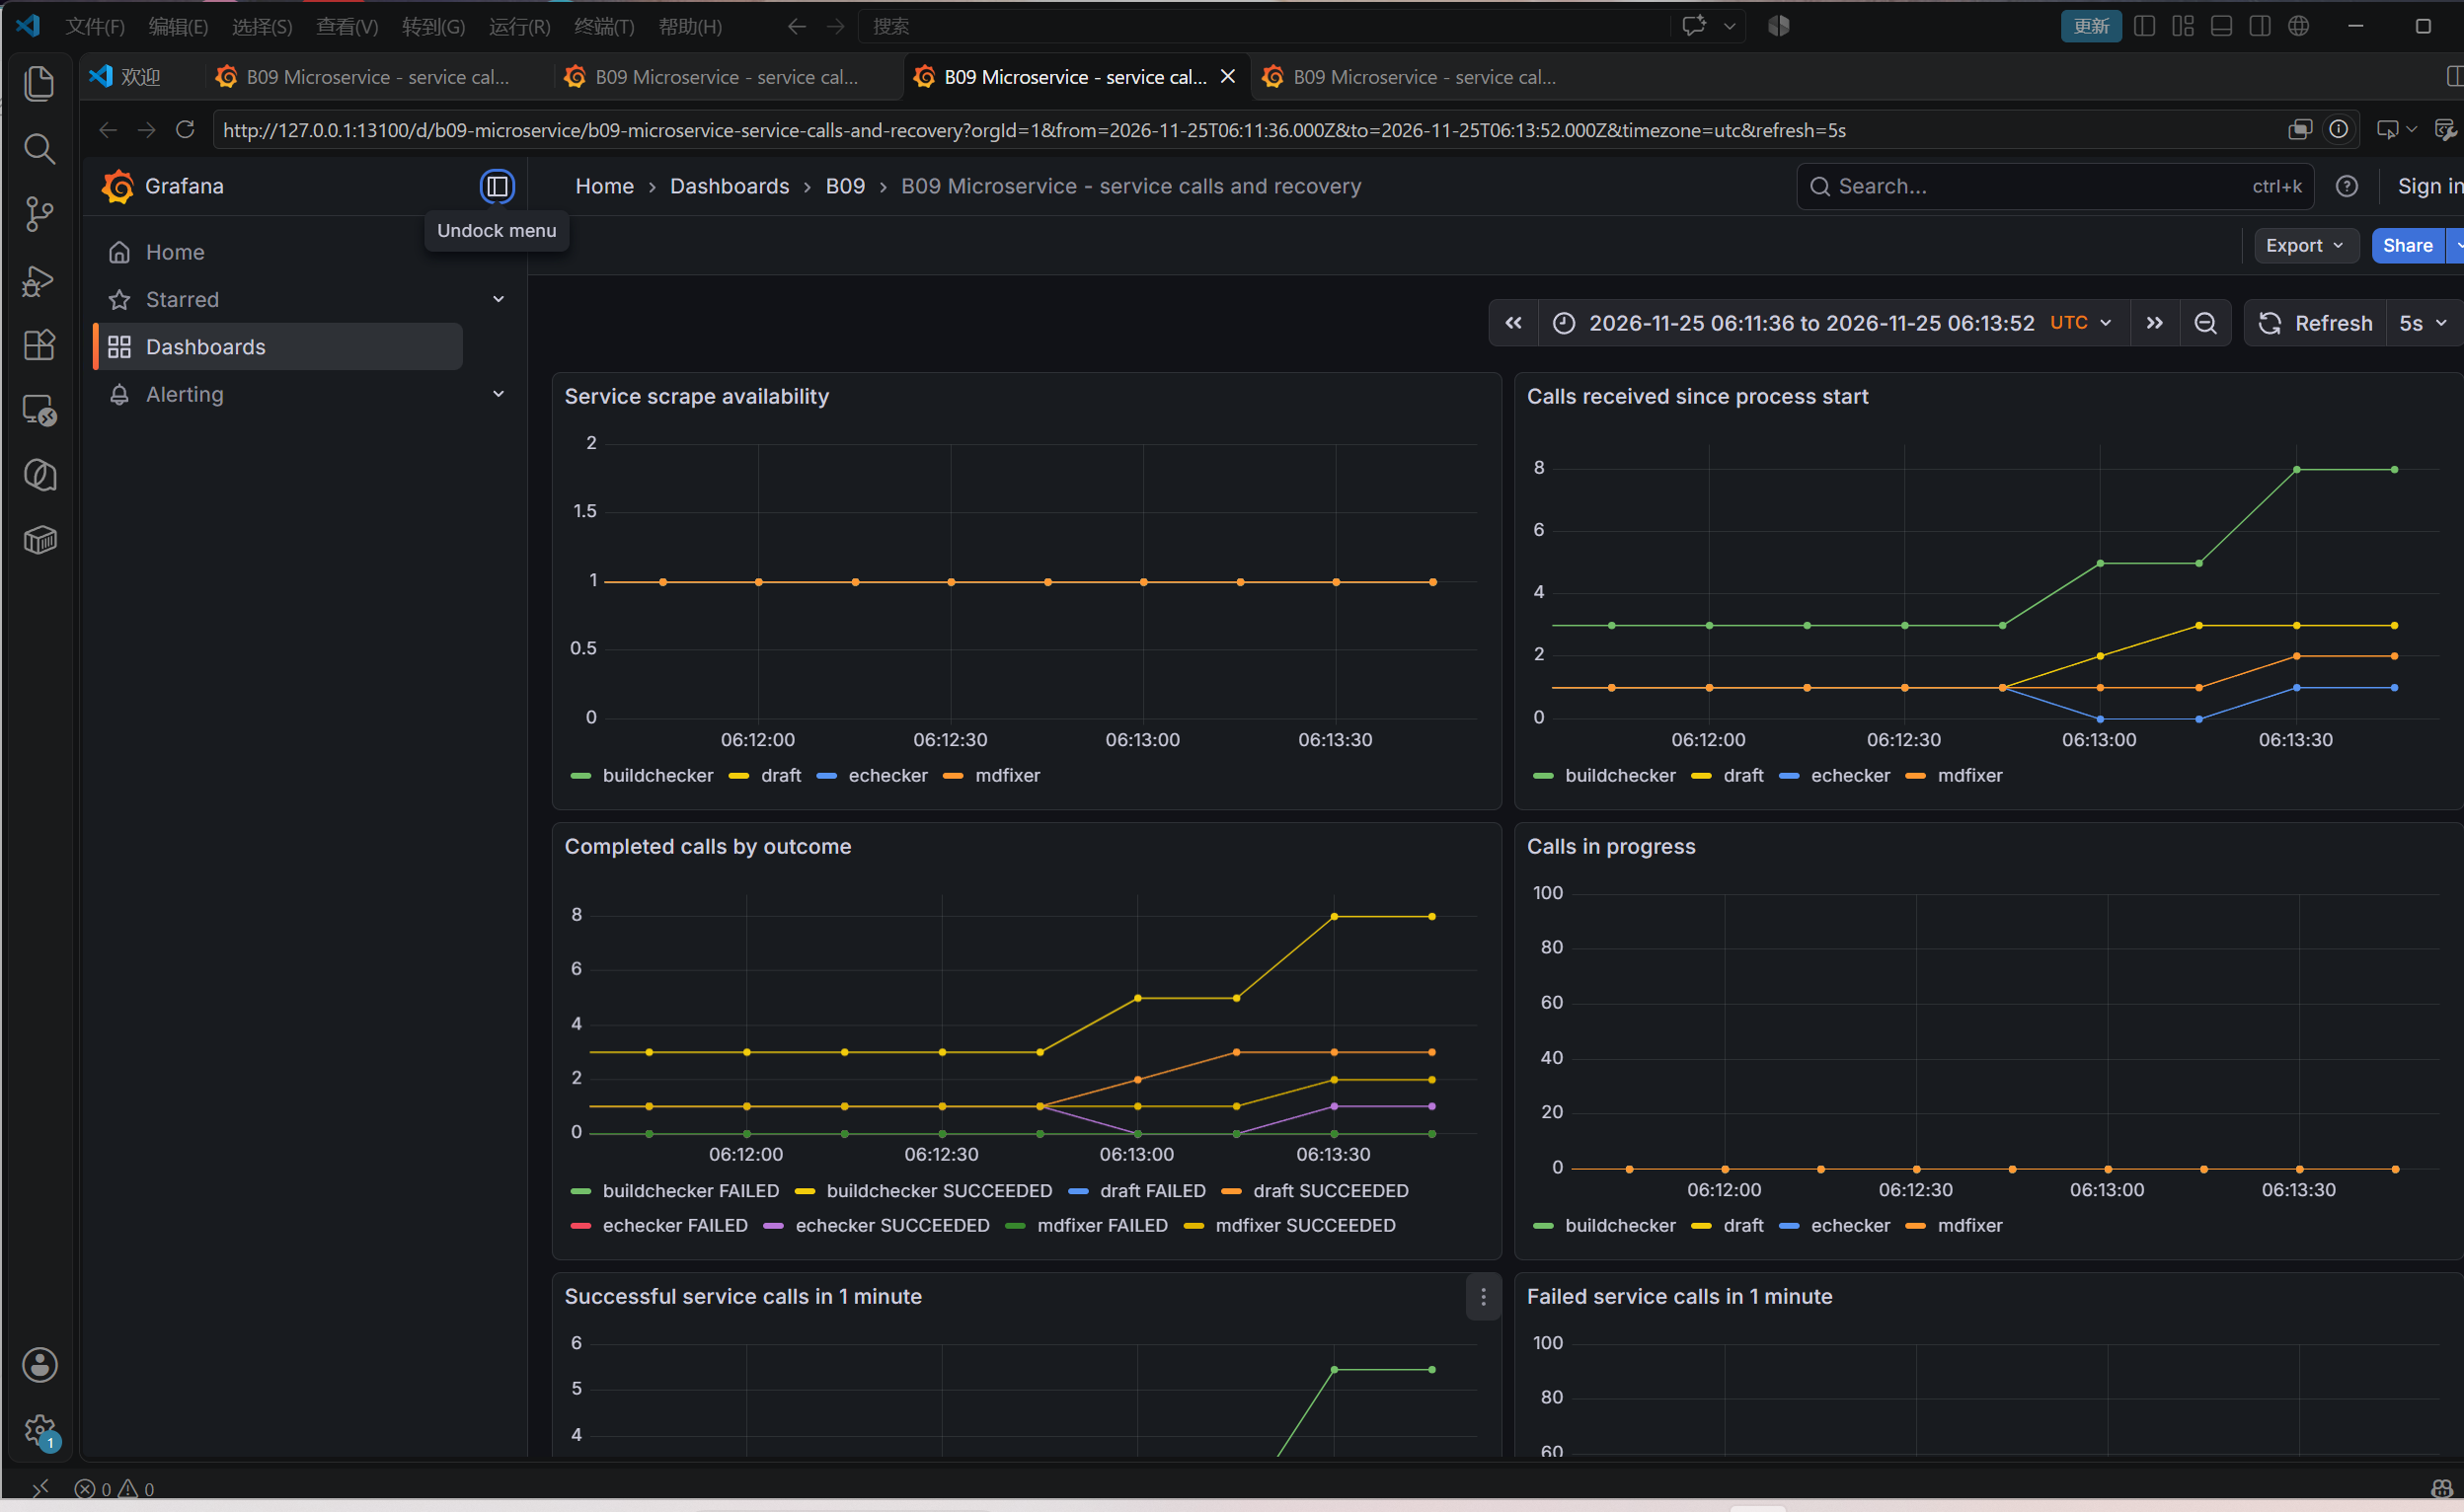 文件(F) 编辑(E) 选择(S) 查看(V) 转到(G) 运行(R) 终端(T) 帮助(H) 搜索 更新
欢迎 B09 Microservice - service cal... B09 Microservice - service cal... B09 Microservice - service cal... B09 Microservice - service cal...
http://127.0.0.1:13100/d/b09-microservice/b09-microservice-service-calls-and-recovery?orgId=1&from=2026-11-25T06:11:36.000Z&to=2026-11-25T06:13:52.000Z&timezone=utc&refresh=5s
Grafana
Home › Dashboards › B09 › B09 Microservice - service calls and recovery
Search... ctrl+k
Sign in
Undock menu
Home
Starred
Dashboards
Alerting
Export
Share
2026-11-25 06:11:36 to 2026-11-25 06:13:52 UTC
Refresh 5s
Service scrape availability
2
1.5
1
0.5
0
06:12:00 06:12:30 06:13:00 06:13:30
buildchecker draft echecker mdfixer
Calls received since process start
8
6
4
2
0
06:12:00 06:12:30 06:13:00 06:13:30
buildchecker draft echecker mdfixer
Completed calls by outcome
8
6
4
2
0
06:12:00 06:12:30 06:13:00 06:13:30
buildchecker FAILED buildchecker SUCCEEDED draft FAILED draft SUCCEEDED
echecker FAILED echecker SUCCEEDED mdfixer FAILED mdfixer SUCCEEDED
Calls in progress
100
80
60
40
20
0
06:12:00 06:12:30 06:13:00 06:13:30
buildchecker draft echecker mdfixer
Successful service calls in 1 minute
6
5
4
Failed service calls in 1 minute
100
80
60
1
0 0